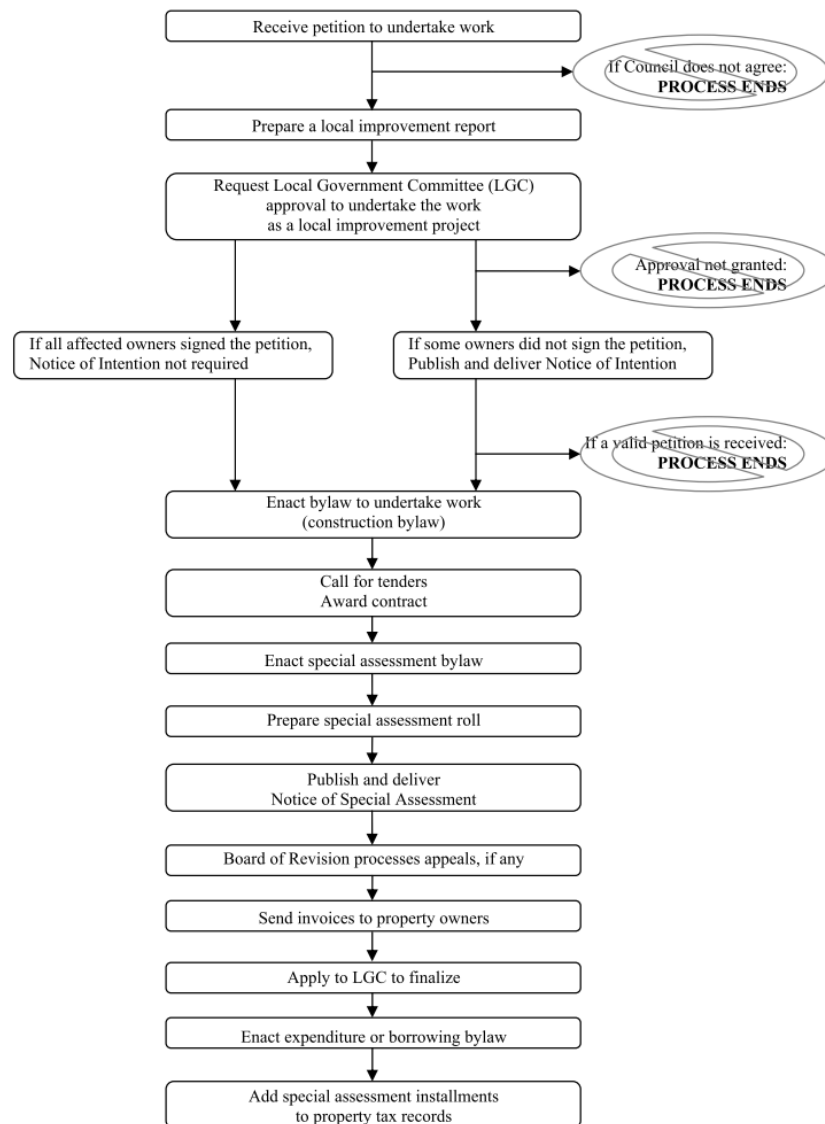 Receive petition to undertake work
If Council does not agree:
PROCESS ENDS
Prepare a local improvement report
Request Local Government Committee (LGC)
approval to undertake the work
as a local improvement project
Approval not granted:
PROCESS ENDS
If all affected owners signed the petition,
Notice of Intention not required
If some owners did not sign the petition,
Publish and deliver Notice of Intention
If a valid petition is received:
PROCESS ENDS
Enact bylaw to undertake work
(construction bylaw)
Call for tenders
Award contract
Enact special assessment bylaw
Prepare special assessment roll
Publish and deliver
Notice of Special Assessment
Board of Revision processes appeals, if any
Send invoices to property owners
Apply to LGC to finalize
Enact expenditure or borrowing bylaw
Add special assessment installments
to property tax records